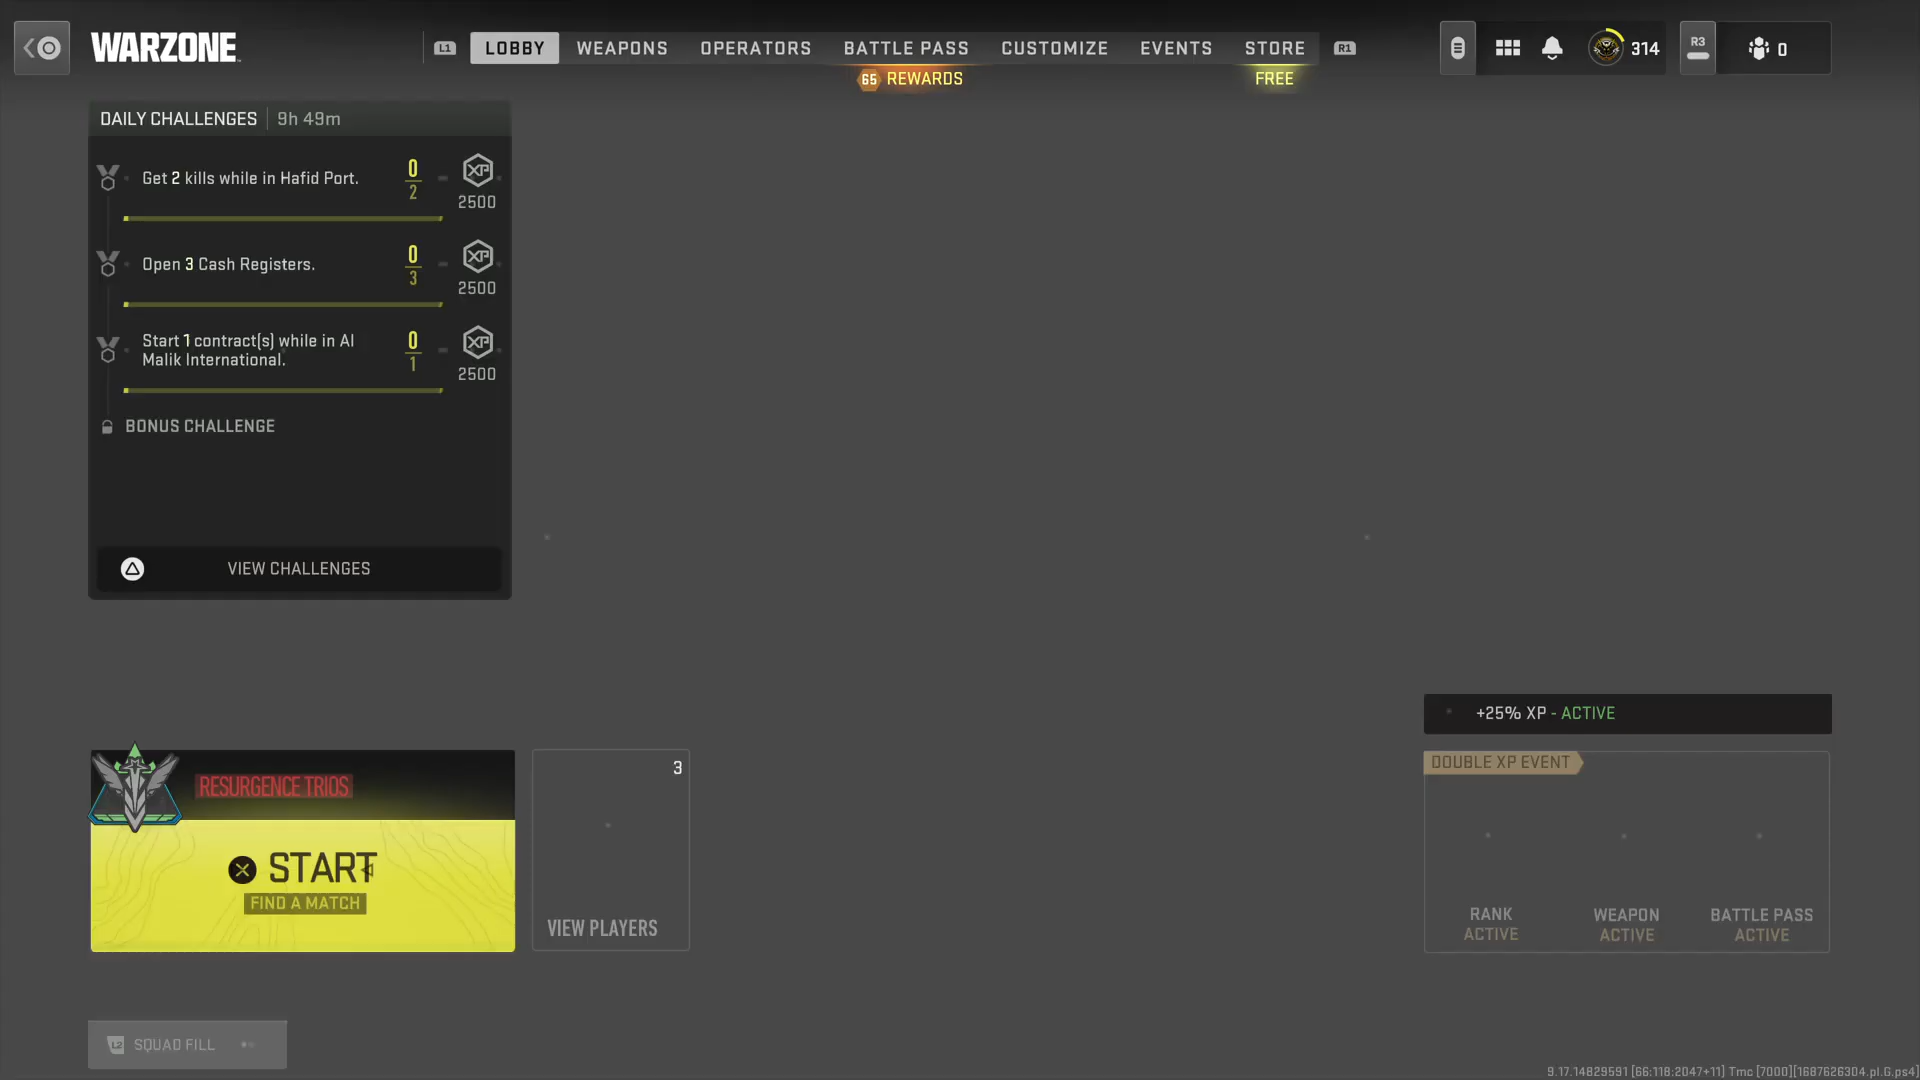 WARZONE
L1
LOBBY
WEAPONS
OPERATORS
BATTLE PASS
CUSTOMIZE
EVENTS
STORE
R1
314
R3
0
65 REWARDS
FREE
DAILY CHALLENGES 9h 49m
Get 2 kills while in Hafid Port.
0
2
XP
2500
Open 3 Cash Registers.
0
3
XP
2500
Start 1 contract(s) while in Al
Malik International.
0
1
XP
2500
BONUS CHALLENGE
VIEW CHALLENGES
+25% XP - ACTIVE
RESURGENCE TRIOS
START
FIND A MATCH
3
VIEW PLAYERS
DOUBLE XP EVENT
RANK
ACTIVE
WEAPON
ACTIVE
BATTLE PASS
ACTIVE
L2 SQUAD FILL
9.17.14829591 [66:118:2047+11] Tmc [7000][1687626304.pl.G.ps4]